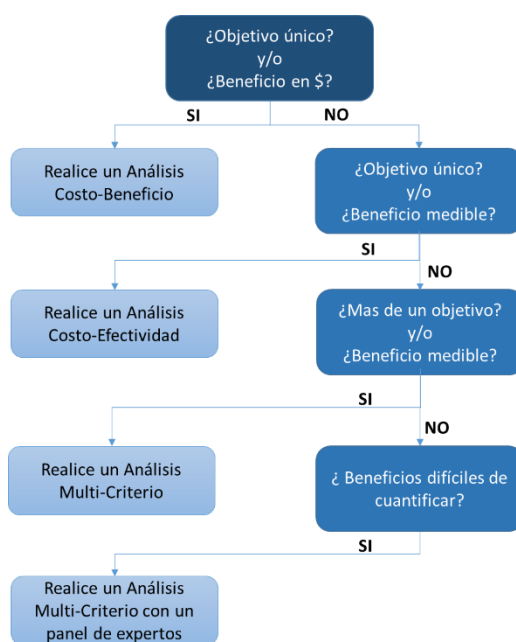 ¿Objetivo único?
y/o
¿Beneficio en $?
SI
NO
Realice un Análisis
Costo-Beneficio
¿Objetivo único?
y/o
¿Beneficio medible?
SI
NO
Realice un Análisis
Costo-Efectividad
¿Mas de un objetivo?
y/o
¿Beneficio medible?
SI
NO
Realice un Análisis
Multi-Criterio
¿ Beneficios difíciles de
cuantificar?
SI
Realice un Análisis
Multi-Criterio con un
panel de expertos